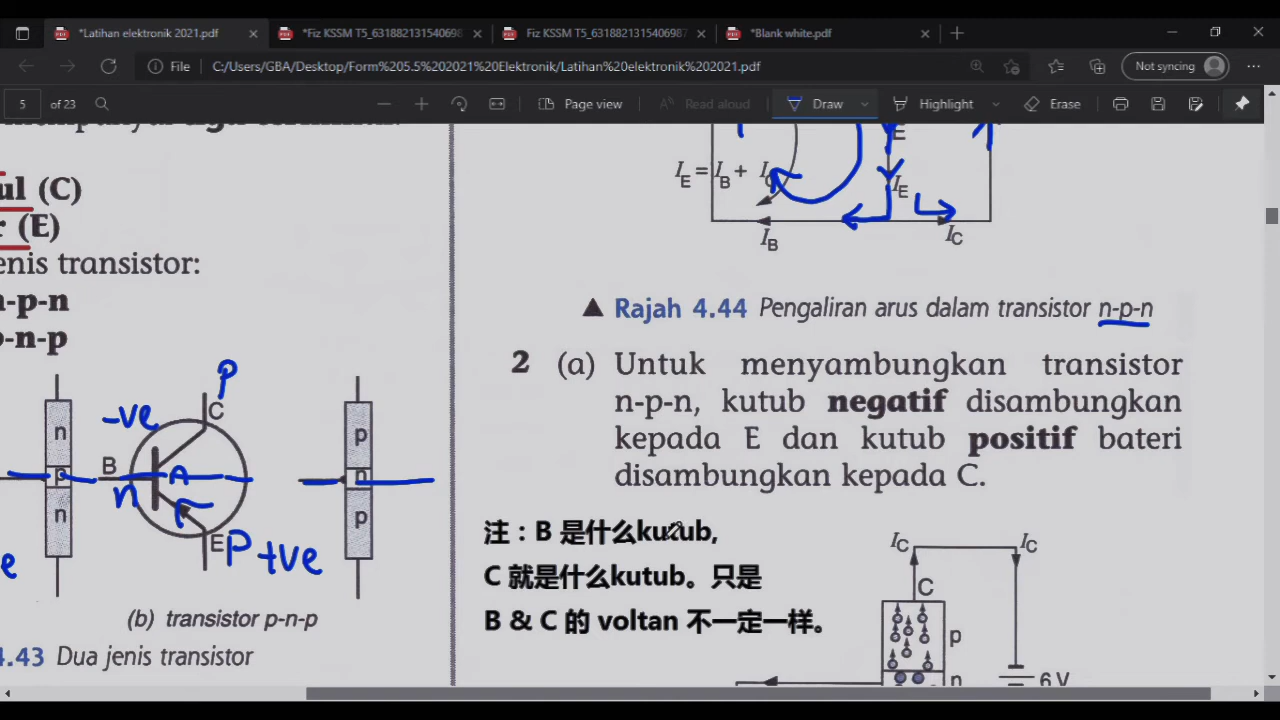 *Latihan elektronik 2021.pdf
*Fiz KSSM T5_631882131540698
Fiz KSSM T5_6318821315406987
*Blank white.pdf
File
C:/Users/GBA/Desktop/Form%205.5%202021%20Elektronik/Latihan%20elektronik%202021.pdf
Not syncing
5 of 23
Page view
Read aloud
Draw
Highlight
Erase
ul (C)
r (E)
enis transistor:
n-p-n
p-n-p
n
p
n
-ve
B
n
A
P
C
E
P +ve
p
n
p
e
(b) transistor p-n-p
4.43 Dua jenis transistor
E
I_E = I_B + I_C
I_E
I_B
I_C
▲ Rajah 4.44 Pengaliran arus dalam transistor n-p-n
2 (a) Untuk menyambungkan transistor
n-p-n, kutub negatif disambungkan
kepada E dan kutub positif bateri
disambungkan kepada C.
注：B 是什么kutub,
C 就是什么kutub。只是
B & C 的 voltan 不一定一样。
I_C
I_C
C
p
n
6 V